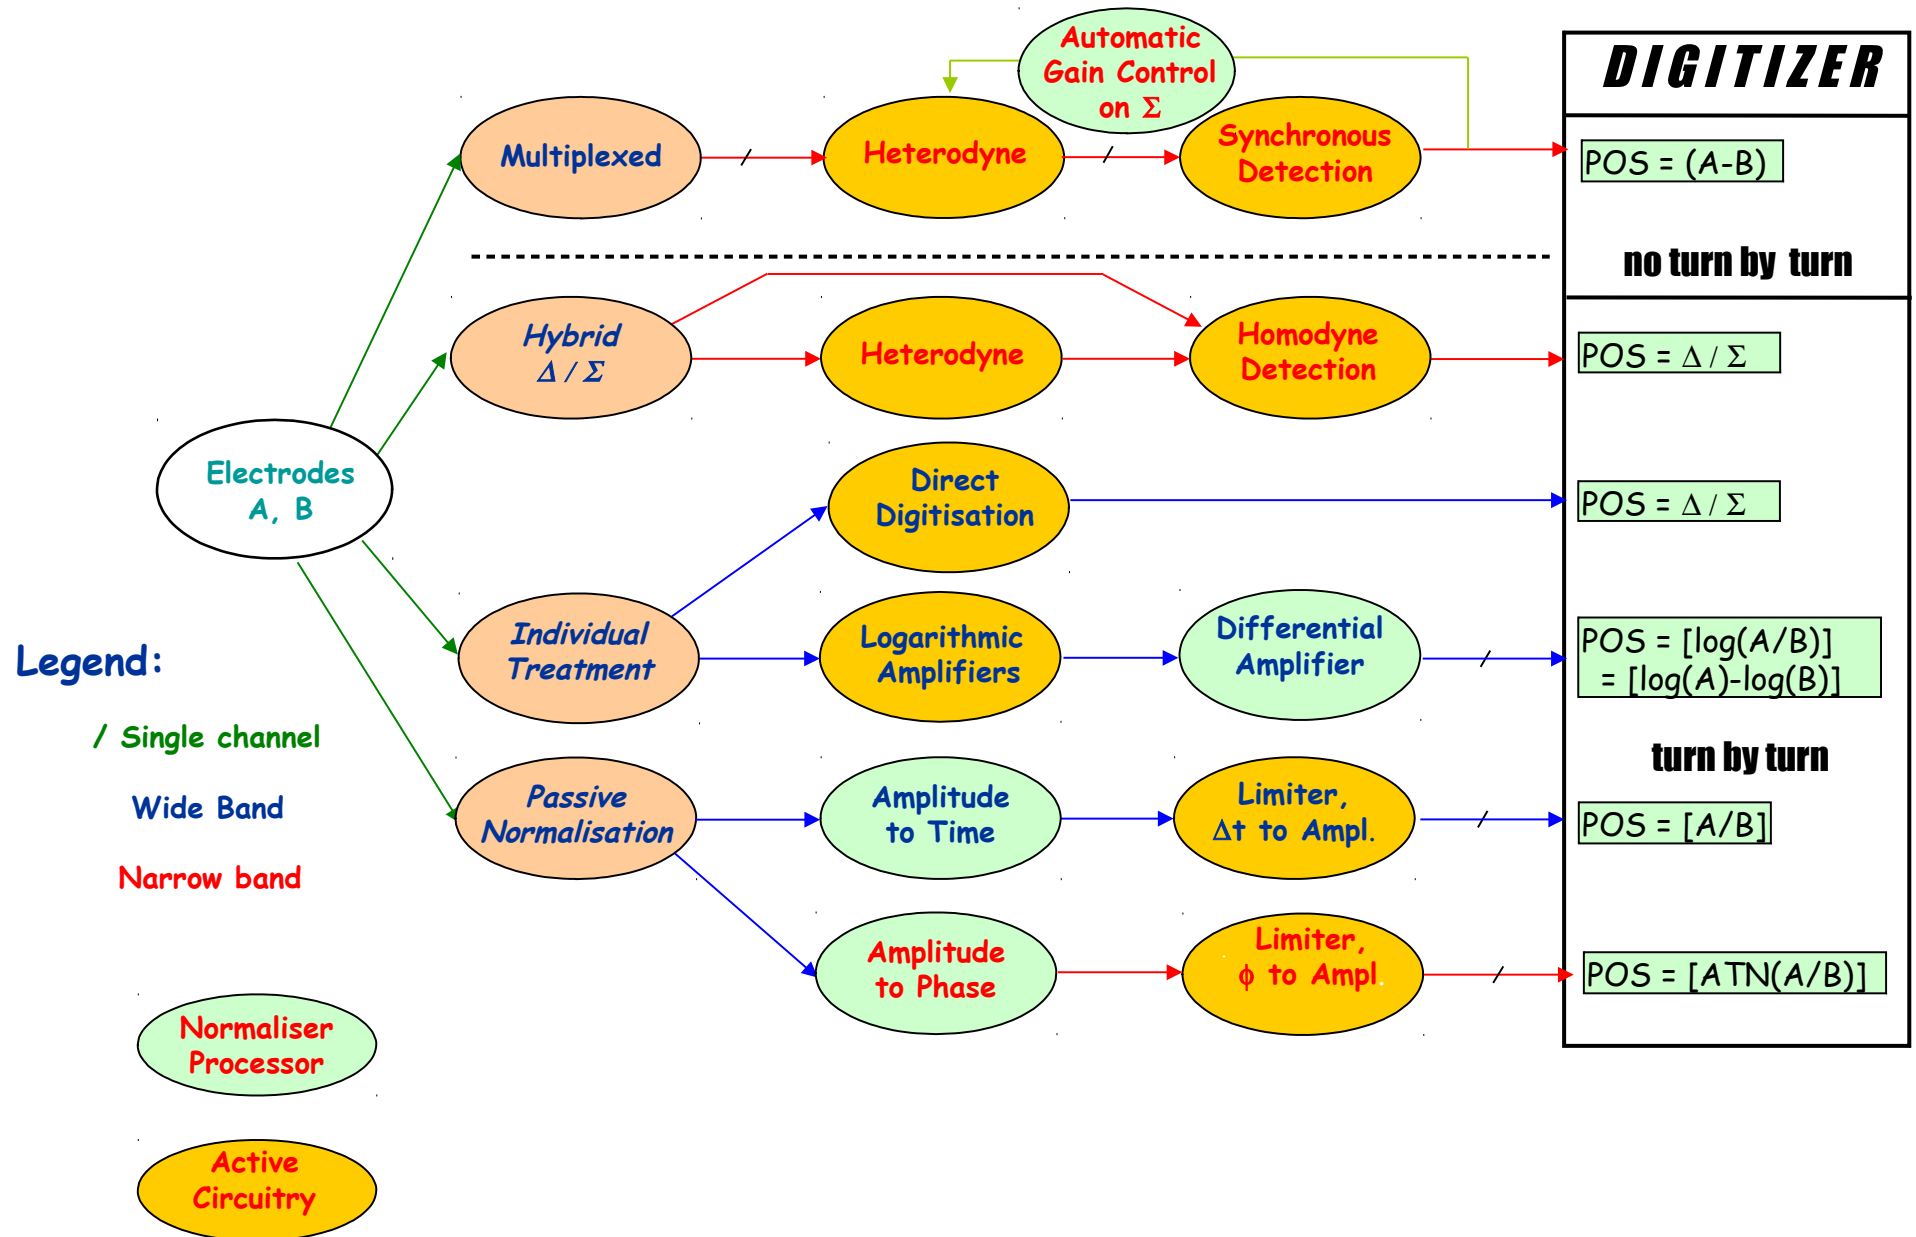 Automatic
Gain Control
on Σ
DIGITIZER
Multiplexed
Heterodyne
Synchronous
Detection
POS = (A-B)
no turn by turn
Hybrid
Δ / Σ
Heterodyne
Homodyne
Detection
POS = Δ / Σ
Electrodes
A, B
Direct
Digitisation
POS = Δ / Σ
Individual
Treatment
Logarithmic
Amplifiers
Differential
Amplifier
POS = [log(A/B)]
= [log(A)-log(B)]
turn by turn
Passive
Normalisation
Amplitude
to Time
Limiter,
Δt to Ampl.
POS = [A/B]
Amplitude
to Phase
Limiter,
ϕ to Ampl.
POS = [ATN(A/B)]
Legend:
/ Single channel
Wide Band
Narrow band
Normaliser
Processor
Active
Circuitry